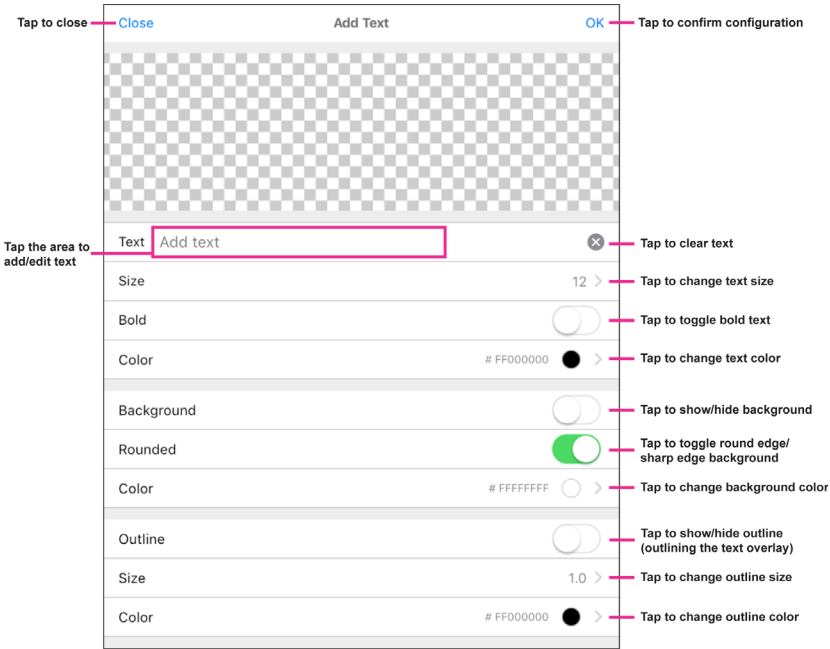 Tap to close
Close
Add Text
OK
Tap to confirm configuration
Tap the area to
add/edit text
Text
Add text
Tap to clear text
Size
12
Tap to change text size
Bold
Tap to toggle bold text
Color
# FF000000
Tap to change text color
Background
Tap to show/hide background
Rounded
Tap to toggle round edge/
sharp edge background
Color
# FFFFFFFF
Tap to change background color
Outline
Tap to show/hide outline
(outlining the text overlay)
Size
1.0
Tap to change outline size
Color
# FF000000
Tap to change outline color